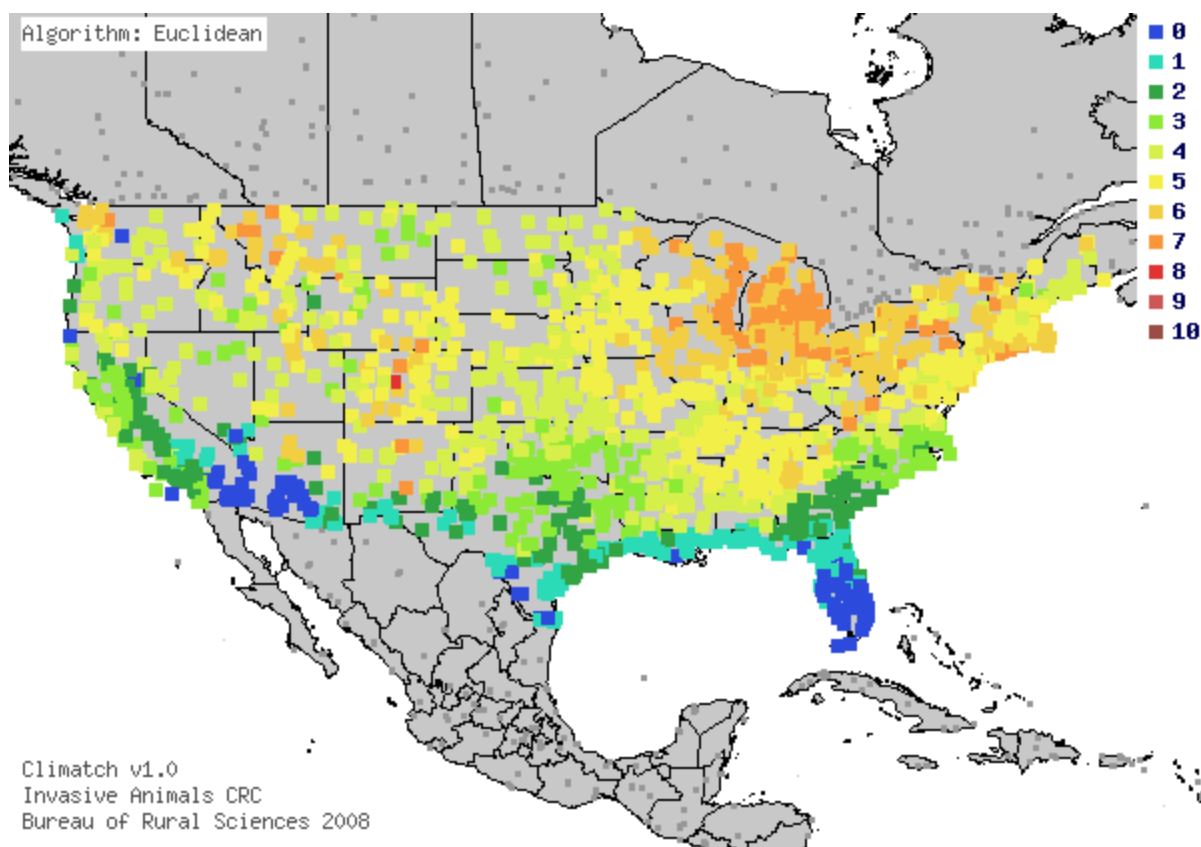 Algorithm: Euclidean
0
1
2
3
4
5
6
7
8
9
10
Climatch v1.0
Invasive Animals CRC
Bureau of Rural Sciences 2008